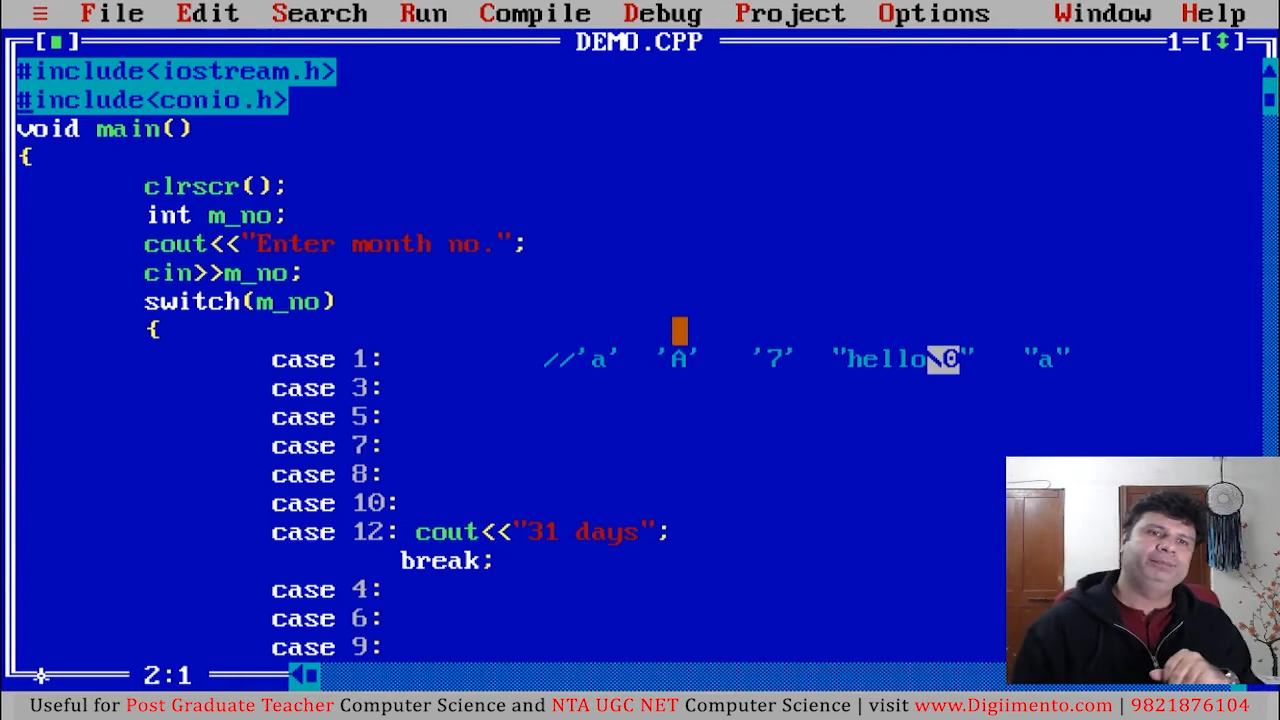 ≡ File Edit Search Run Compile Debug Project Options Window Help
[■] DEMO.CPP 1=[↕]
#include<iostream.h>
#include<conio.h>
void main()
{
clrscr();
int m_no;
cout<<"Enter month no.";
cin>>m_no;
switch(m_no)
{
case 1: //'a' 'A' '7' "hello\0" "a"
case 3:
case 5:
case 7:
case 8:
case 10:
case 12: cout<<"31 days";
break;
case 4:
case 6:
case 9:
2:1
Useful for Post Graduate Teacher Computer Science and NTA UGC NET Computer Science | visit www.Digiimento.com | 9821876104